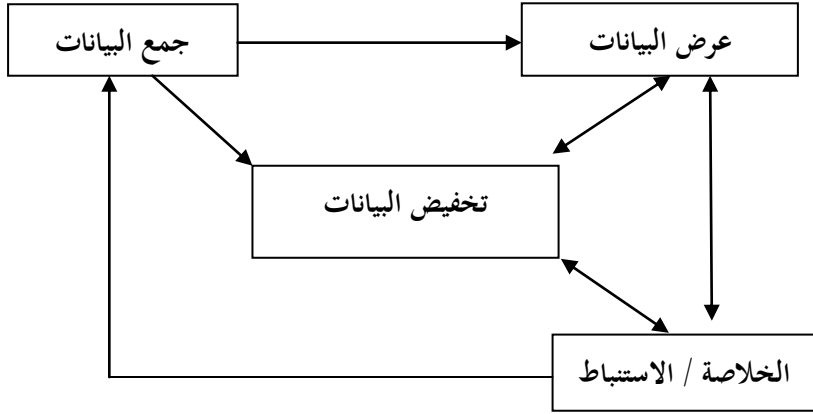 جمع البيانات
عرض البيانات
تخفيض البيانات
الخلاصة / الاستنباط